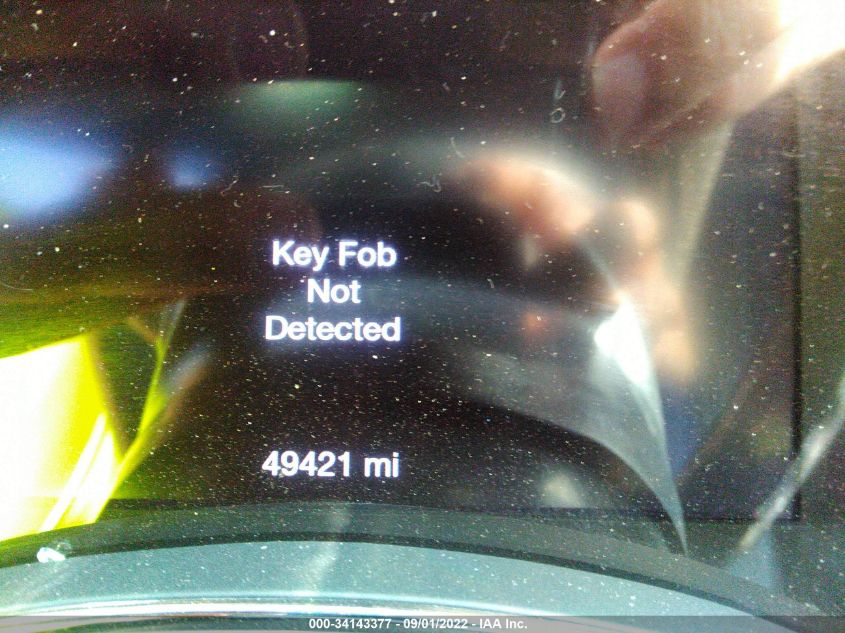 Key Fob
Not
Detected
49421 mi
000-34143377 - 09/01/2022 - IAA Inc.